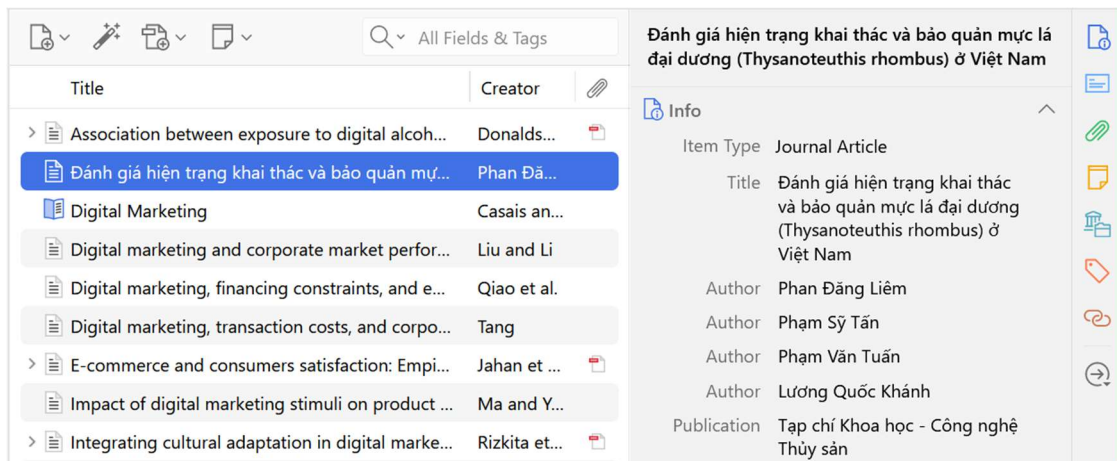 All Fields & Tags
Title Creator
Association between exposure to digital alcoh... Donalds...
Đánh giá hiện trạng khai thác và bảo quản mự... Phan Đă...
Digital Marketing Casais an...
Digital marketing and corporate market perfor... Liu and Li
Digital marketing, financing constraints, and e... Qiao et al.
Digital marketing, transaction costs, and corpo... Tang
E-commerce and consumers satisfaction: Empi... Jahan et ...
Impact of digital marketing stimuli on product ... Ma and Y...
Integrating cultural adaptation in digital marke... Rizkita et...
Đánh giá hiện trạng khai thác và bảo quản mực lá
đại dương (Thysanoteuthis rhombus) ở Việt Nam
Info
Item Type Journal Article
Title Đánh giá hiện trạng khai thác
và bảo quản mực lá đại dương
(Thysanoteuthis rhombus) ở
Việt Nam
Author Phan Đăng Liêm
Author Phạm Sỹ Tấn
Author Phạm Văn Tuấn
Author Lương Quốc Khánh
Publication Tạp chí Khoa học - Công nghệ
Thủy sản